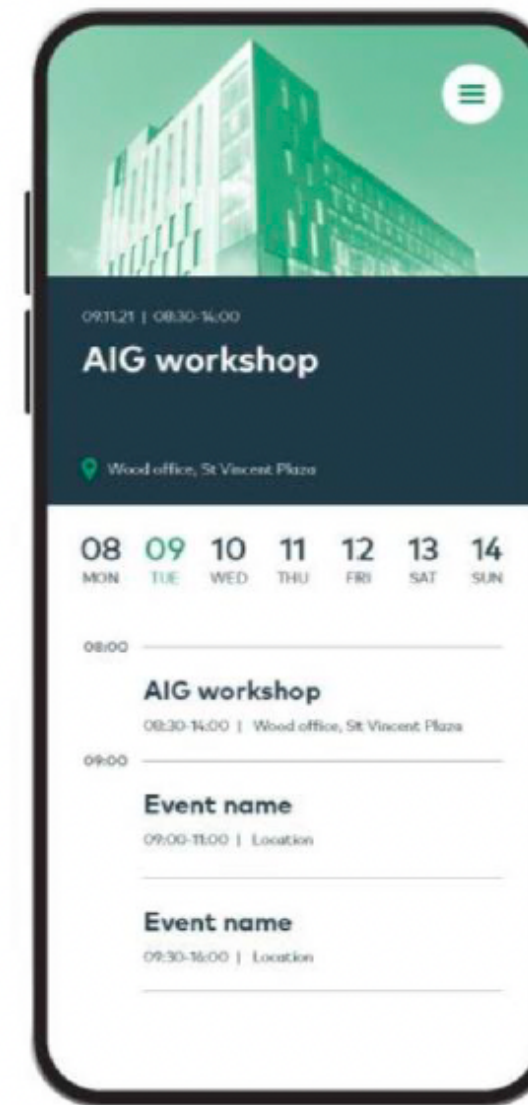 09.11.21 | 08:30-14:00
AIG workshop
Wood office, St Vincent Plaza
08 09 10 11 12 13 14
MON TUE WED THU FRI SAT SUN
08:00
AIG workshop
08:30-14:00 | Wood office, St Vincent Plaza
09:00
Event name
09:00-11:00 | Location
Event name
09:30-16:00 | Location